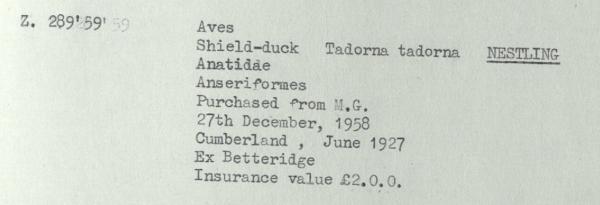 Z. 289'59' 59
Aves
Shield-duck Tadorna tadorna NESTLING
Anatidae
Anseriformes
Purchased from M.G.
27th December, 1958
Cumberland , June 1927
Ex Betteridge
Insurance value £2.0.0.